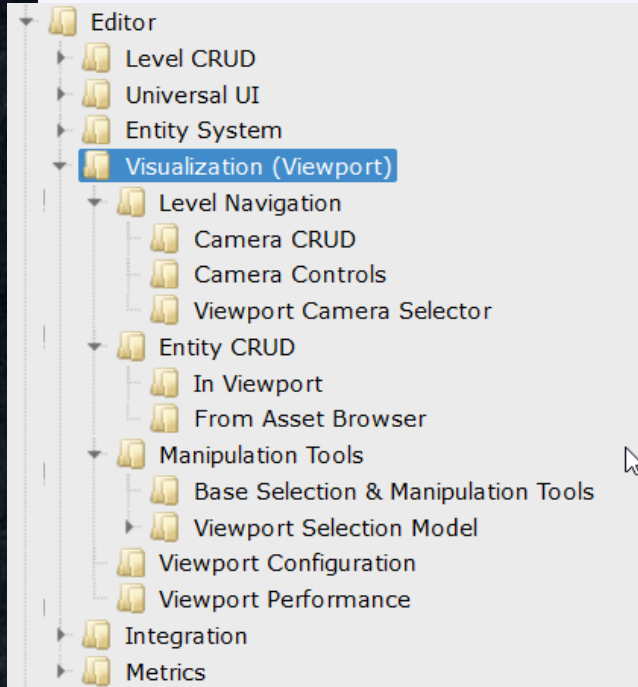 Editor
Level CRUD
Universal UI
Entity System
Visualization (Viewport)
Level Navigation
Camera CRUD
Camera Controls
Viewport Camera Selector
Entity CRUD
In Viewport
From Asset Browser
Manipulation Tools
Base Selection & Manipulation Tools
Viewport Selection Model
Viewport Configuration
Viewport Performance
Integration
Metrics